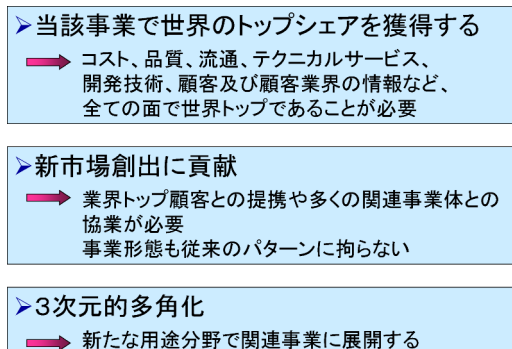 ➢当該事業で世界のトップシェアを獲得する
コスト、品質、流通、テクニカルサービス、
開発技術、顧客及び顧客業界の情報など、
全ての面で世界トップであることが必要
➢新市場創出に貢献
業界トップ顧客との提携や多くの関連事業体との
協業が必要
事業形態も従来のパターンに拘らない
➢3次元的多角化
新たな用途分野で関連事業に展開する